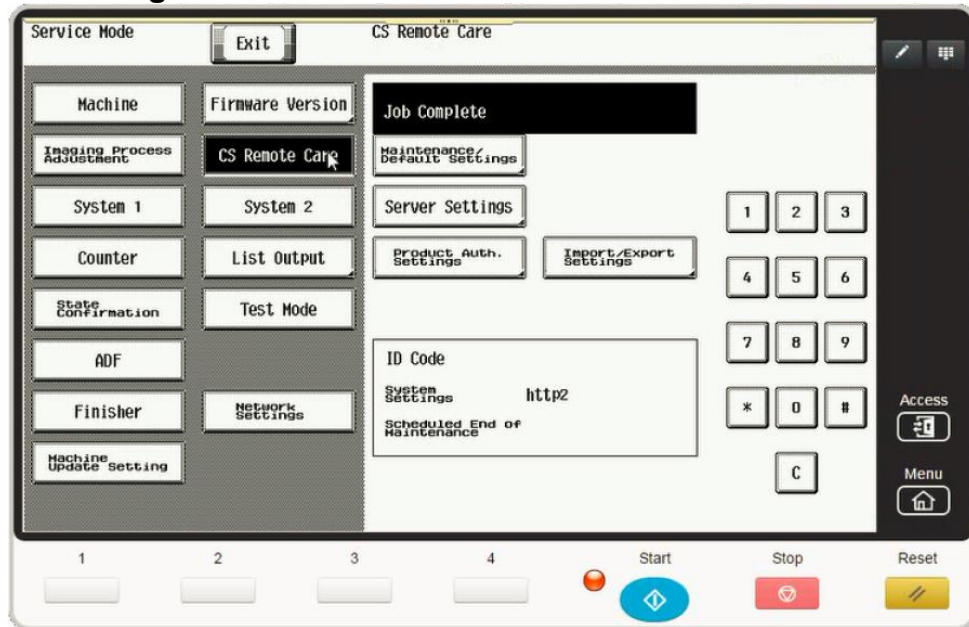 Service Mode
Exit
CS Remote Care
Machine
Firmware Version
Job Complete
Imaging Process
Adjustment
CS Remote Care
Maintenance/
Default Settings
System 1
System 2
Server Settings
1 2 3
Counter
List Output
Product Auth.
Settings
Import/Export
Settings
4 5 6
State
Confirmation
Test Mode
7 8 9
ADF
ID Code
System
Settings
http2
Finisher
Network
Settings
Scheduled End of
Maintenance
* 0 #
Access
Machine
Update Setting
C
Menu
1 2 3 4 Start Stop Reset